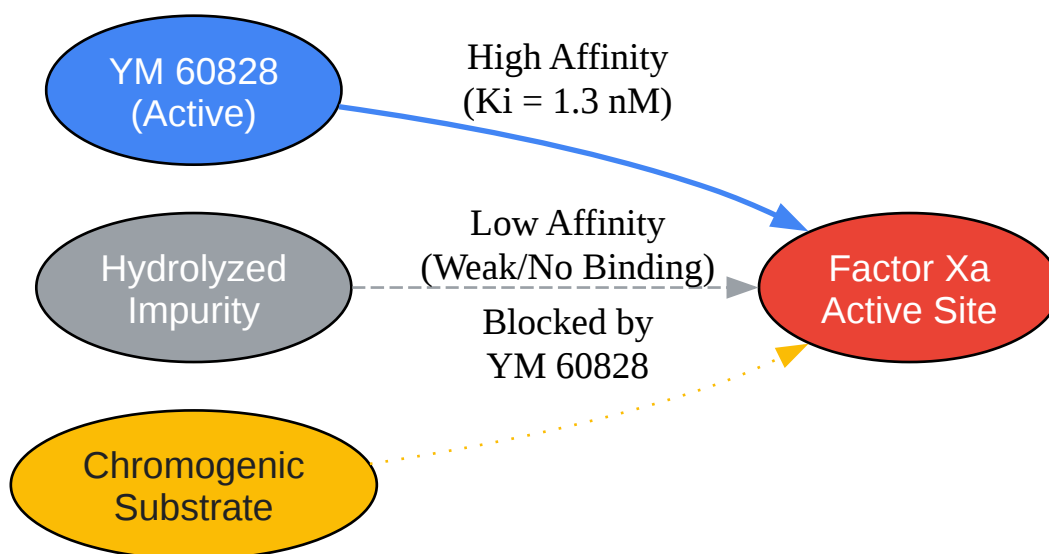 YM 60828
(Active)
High Affinity
(Ki = 1.3 nM)
Hydrolyzed
Impurity
Low Affinity
(Weak/No Binding)
Factor Xa
Active Site
Blocked by
YM 60828
Chromogenic
Substrate